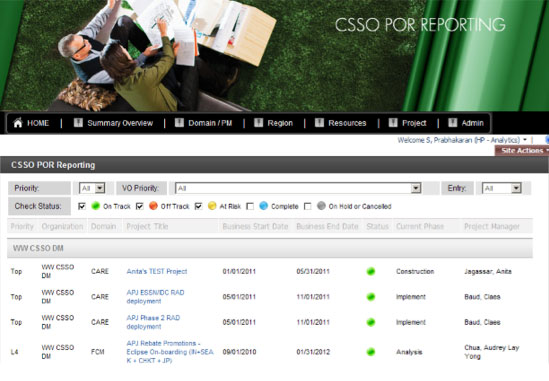 CSSO POR REPORTING
HOME | Summary Overview | Domain / PM | Region | Resources | Project | Admin
Welcome S, Prabhakaran (HP - Analytics)
Site Actions
CSSO POR Reporting
Priority: All VO Priority: All Entry: All
Check Status: On Track Off Track At Risk Complete On Hold or Cancelled
Priority Organization Domain Project Title Business Start Date Business End Date Status Current Phase Project Manager
WW CSSO DM
Top WW CSSO DM CARE Anita's TEST Project 01/01/2011 05/31/2011 Construction Jagassar, Anita
Top WW CSSO DM CARE APJ ESSN/DC RAD deployment 05/01/2011 11/01/2011 Implement Baud, Claes
Top WW CSSO DM CARE APJ Phase 2 RAD deployment 05/01/2011 11/01/2011 Implement Baud, Claes
L4 WW CSSO DM FCM APJ Rebate Promotions - Eclipse On-boarding (IN+SEA K + CHKT + JP) 09/01/2010 01/31/2012 Analysis Chua, Audrey Lay Yong